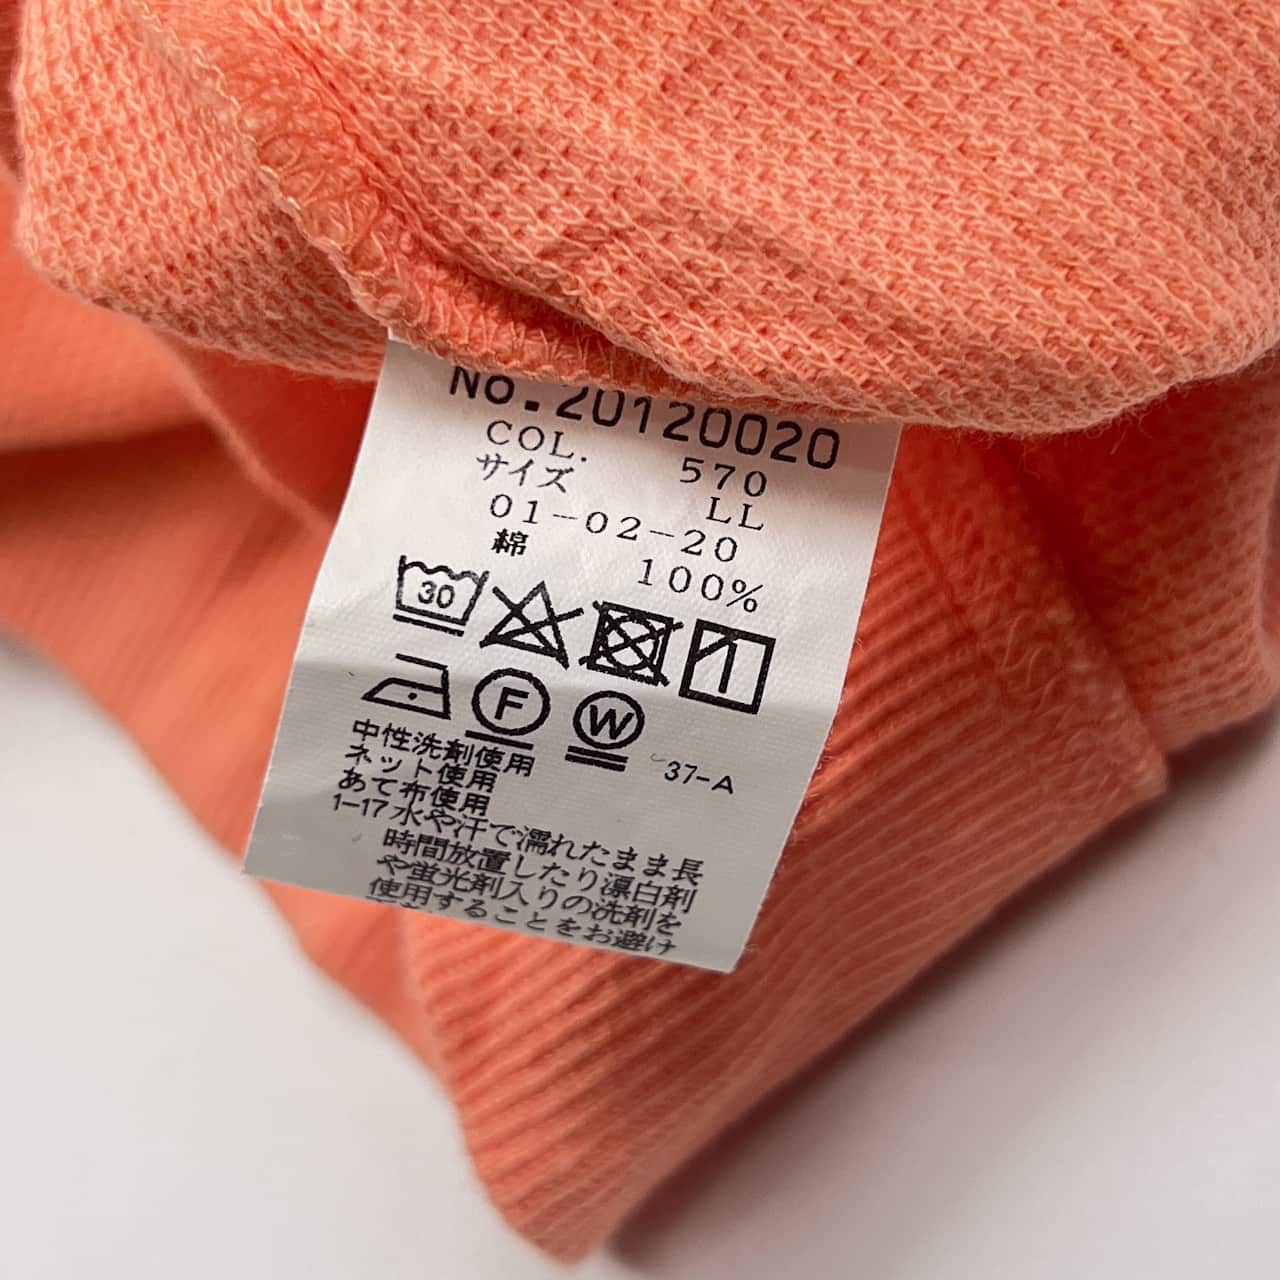 No.20120020
COL. 570
サイズ LL
01-02-20
綿 100%
30
F W 37-A
中性洗剤使用
ネット使用
あて布使用
1-17水や汗で濡れたまま長
時間放置したり漂白剤
や蛍光剤入りの洗剤を
使用することをお避け